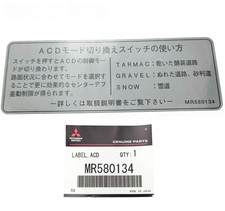 ACDモード切り換えスイッチの使い方
スイッチを押すとACDの制御モー
ドが切り換わります。
路面状況に合わせてモードを選択す
ることで更に効果的なセンターデフ
差動制限が得られます。
TARMAC：乾いた舗装道路
GRAVEL：ぬれた道路、砂利道
SNOW：雪道
－詳しくは取扱説明書をご覧下さい－
MR580134
GENUINE PARTS
LABEL, ACD
QTY: 1
MR580134